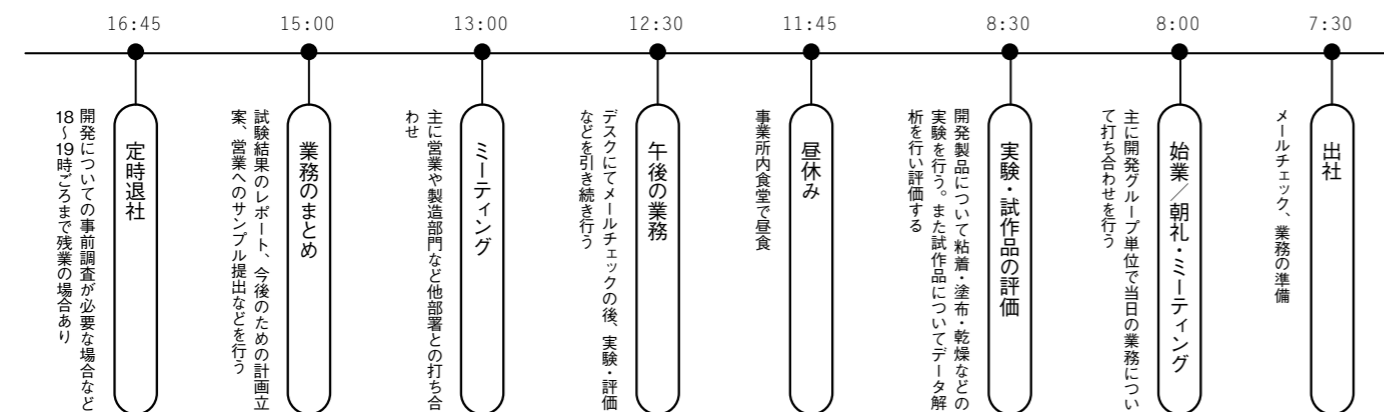 7:30
出社
メールチェック、業務の準備
8:00
始業／朝礼・ミーティング
主に開発グループ単位で当日の業務につい
て打ち合わせを行う
8:30
実験・試作品の評価
開発製品について粘着・塗布・乾燥などの
実験を行う。また試作品についてデータ解
析を行い評価する
11:45
昼休み
事業所内食堂で昼食
12:30
午後の業務
デスクにてメールチェックの後、実験・評価
などを引き続き行う
13:00
ミーティング
主に営業や製造部門など他部署との打ち合
わせ
15:00
業務のまとめ
試験結果のレポート、今後のための計画立
案、営業へのサンプル提出などを行う
16:45
定時退社
開発についての事前調査が必要な場合など
18〜19時ごろまで残業の場合あり